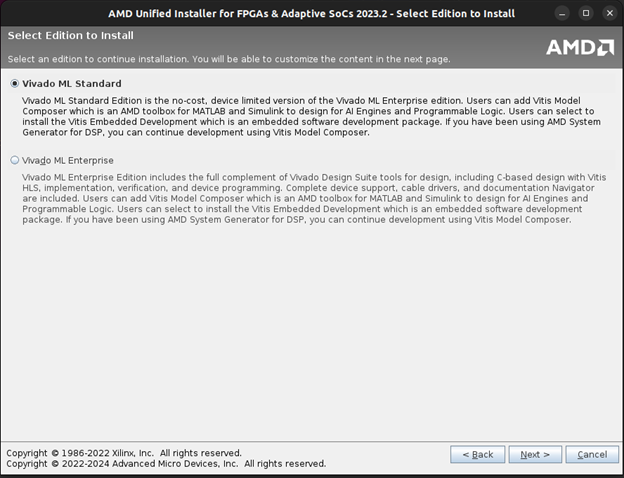 AMD Unified Installer for FPGAs & Adaptive SoCs 2023.2 - Select Edition to Install
Select Edition to Install
Select an edition to continue installation. You will be able to customize the content in the next page.
AMD
Vivado ML Standard
Vivado ML Standard Edition is the no-cost, device limited version of the Vivado ML Enterprise edition. Users can add Vitis Model
Composer which is an AMD toolbox for MATLAB and Simulink to design for AI Engines and Programmable Logic. Users can select to
install the Vitis Embedded Development which is an embedded software development package. If you have been using AMD System
Generator for DSP, you can continue development using Vitis Model Composer.
Vivado ML Enterprise
Vivado ML Enterprise Edition includes the full complement of Vivado Design Suite tools for design, including C-based design with Vitis
HLS, implementation, verification, and device programming. Complete device support, cable drivers, and documentation Navigator
are included. Users can add Vitis Model Composer which is an AMD toolbox for MATLAB and Simulink to design for AI Engines and
Programmable Logic. Users can select to install the Vitis Embedded Development which is an embedded software development
package. If you have been using AMD System Generator for DSP, you can continue development using Vitis Model Composer.
Copyright © 1986-2022 Xilinx, Inc. All rights reserved.
Copyright © 2022-2024 Advanced Micro Devices, Inc. All rights reserved.
< Back Next > Cancel